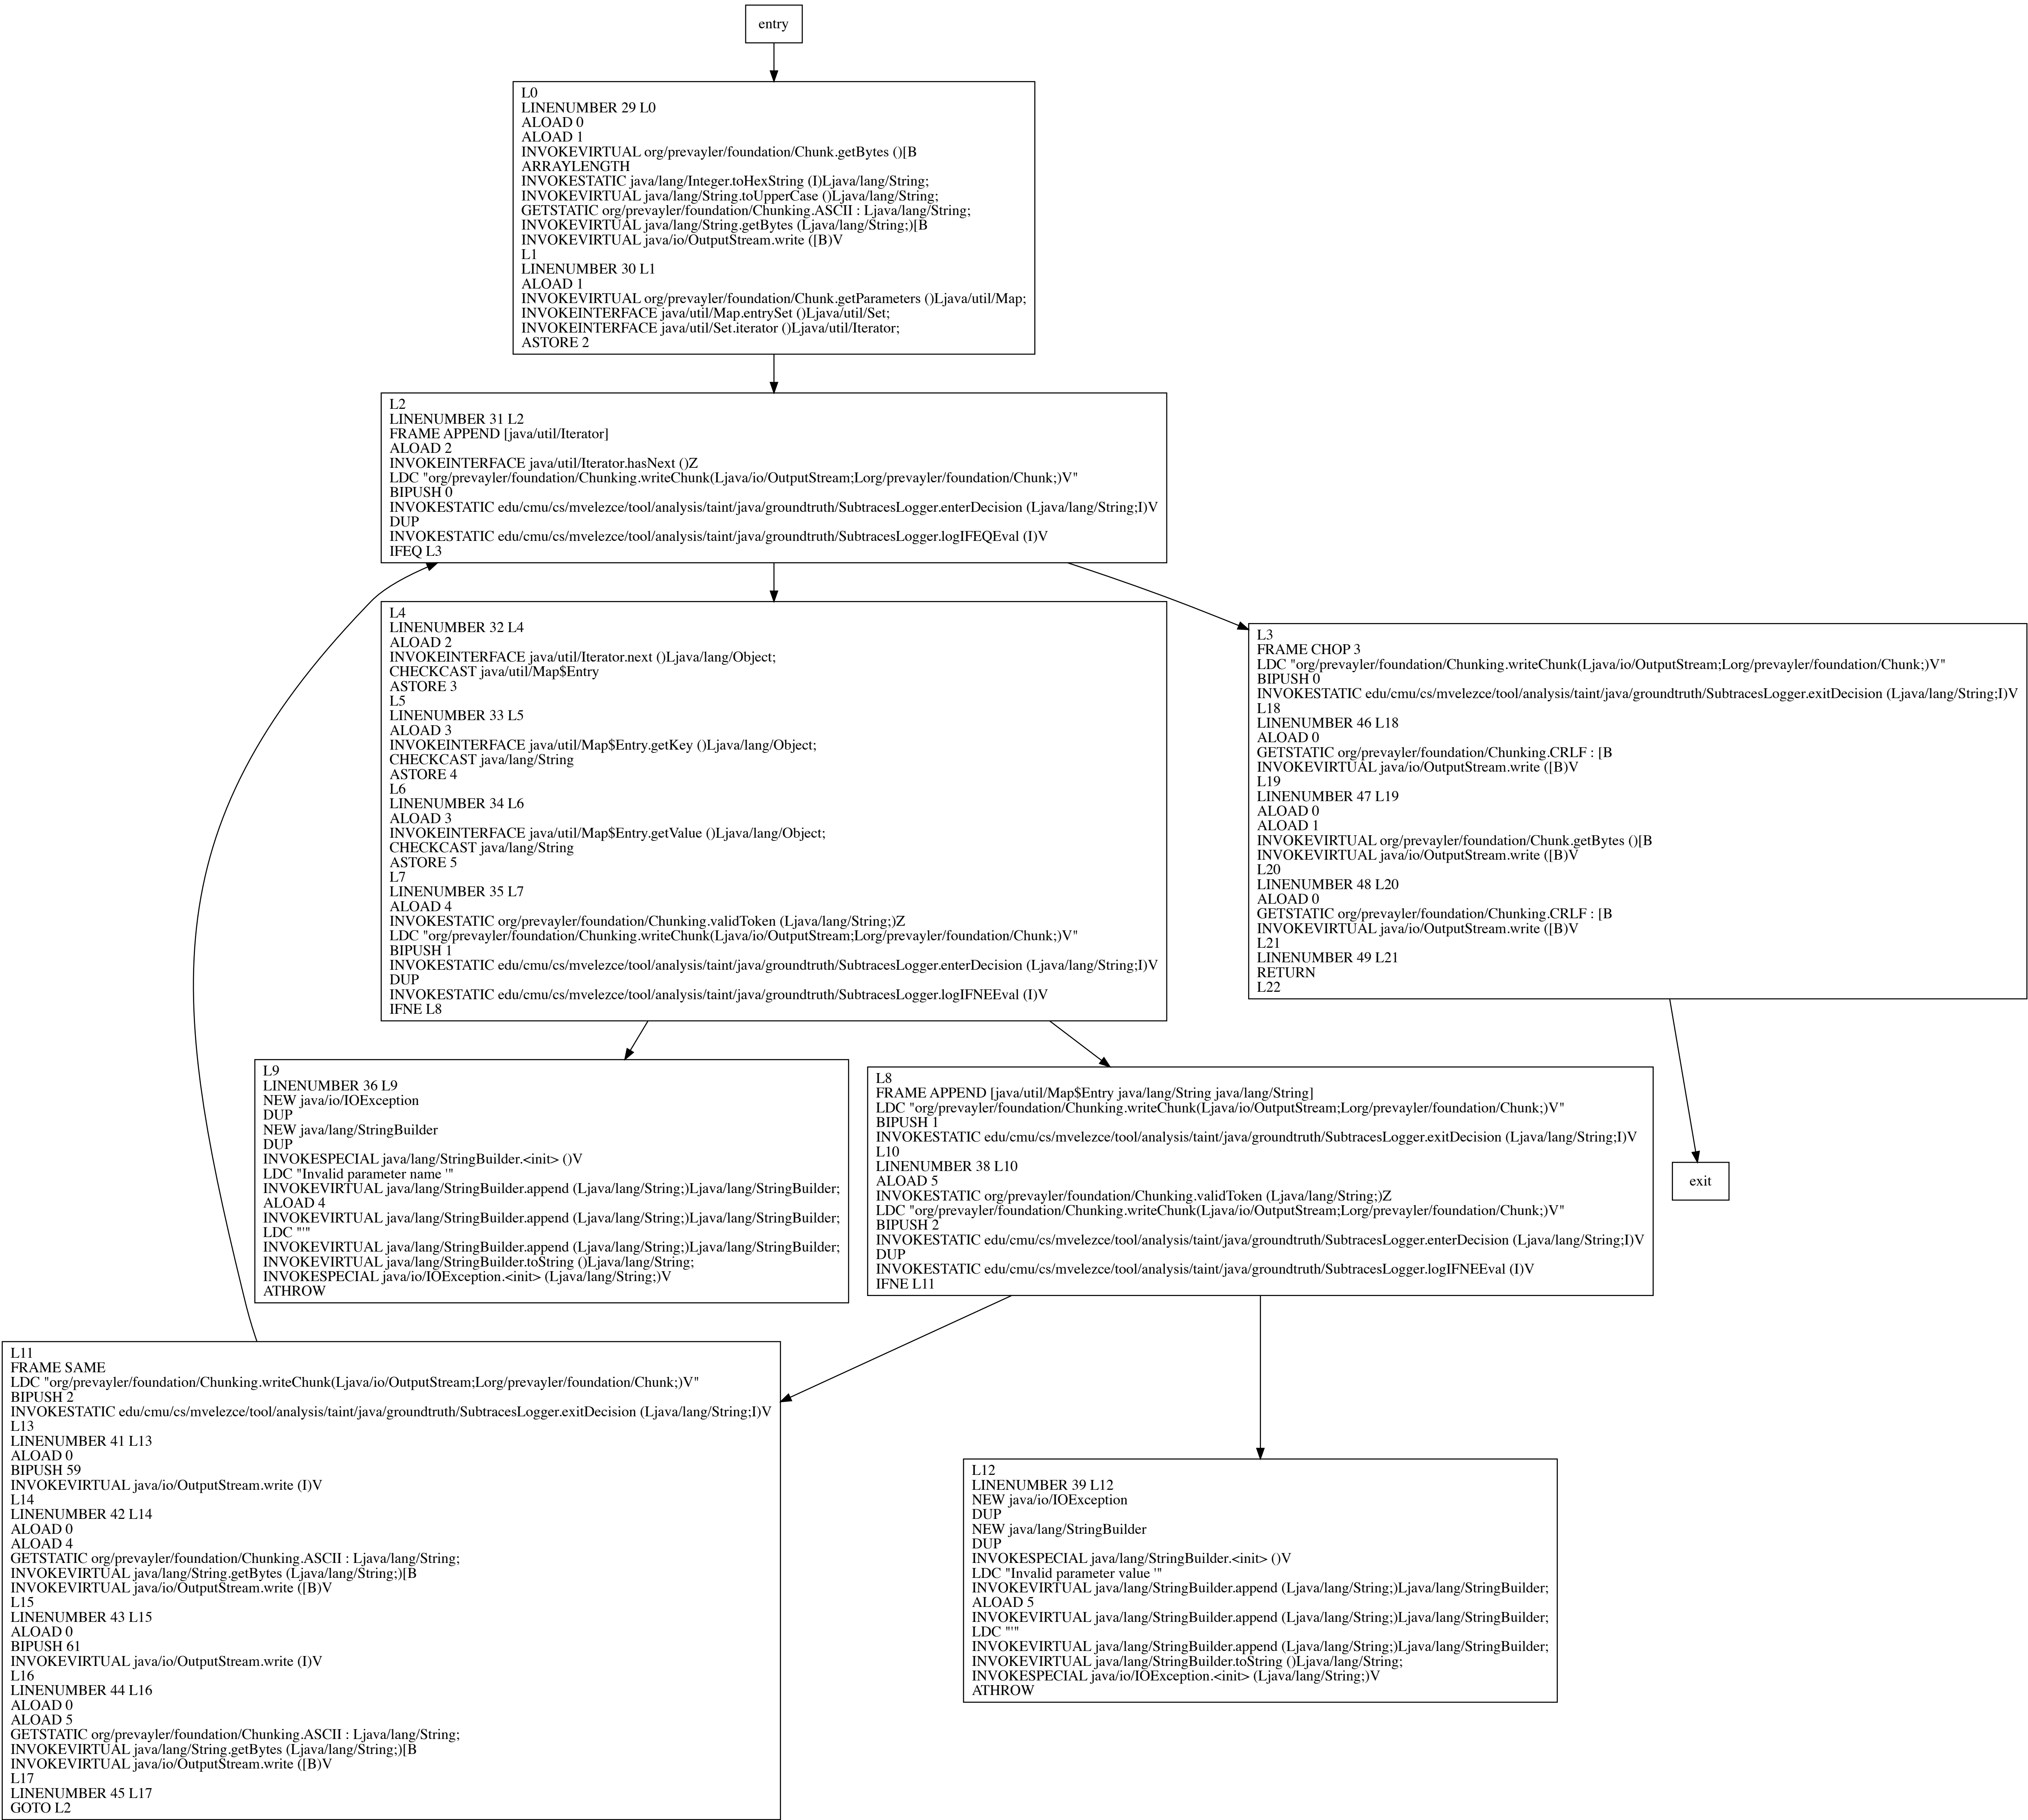 entry
L0
LINENUMBER 29 L0
ALOAD 0
ALOAD 1
INVOKEVIRTUAL org/prevayler/foundation/Chunk.getBytes ()[B
ARRAYLENGTH
INVOKESTATIC java/lang/Integer.toHexString (I)Ljava/lang/String;
INVOKEVIRTUAL java/lang/String.toUpperCase ()Ljava/lang/String;
GETSTATIC org/prevayler/foundation/Chunking.ASCII : Ljava/lang/String;
INVOKEVIRTUAL java/lang/String.getBytes (Ljava/lang/String;)[B
INVOKEVIRTUAL java/io/OutputStream.write ([B)V
L1
LINENUMBER 30 L1
ALOAD 1
INVOKEVIRTUAL org/prevayler/foundation/Chunk.getParameters ()Ljava/util/Map;
INVOKEINTERFACE java/util/Map.entrySet ()Ljava/util/Set;
INVOKEINTERFACE java/util/Set.iterator ()Ljava/util/Iterator;
ASTORE 2
L2
LINENUMBER 31 L2
FRAME APPEND [java/util/Iterator]
ALOAD 2
INVOKEINTERFACE java/util/Iterator.hasNext ()Z
LDC "org/prevayler/foundation/Chunking.writeChunk(Ljava/io/OutputStream;Lorg/prevayler/foundation/Chunk;)V"
BIPUSH 0
INVOKESTATIC edu/cmu/cs/mvelezce/tool/analysis/taint/java/groundtruth/SubtracesLogger.enterDecision (Ljava/lang/String;I)V
DUP
INVOKESTATIC edu/cmu/cs/mvelezce/tool/analysis/taint/java/groundtruth/SubtracesLogger.logIFEQEval (I)V
IFEQ L3
L4
LINENUMBER 32 L4
ALOAD 2
INVOKEINTERFACE java/util/Iterator.next ()Ljava/lang/Object;
CHECKCAST java/util/Map$Entry
ASTORE 3
L5
LINENUMBER 33 L5
ALOAD 3
INVOKEINTERFACE java/util/Map$Entry.getKey ()Ljava/lang/Object;
CHECKCAST java/lang/String
ASTORE 4
L6
LINENUMBER 34 L6
ALOAD 3
INVOKEINTERFACE java/util/Map$Entry.getValue ()Ljava/lang/Object;
CHECKCAST java/lang/String
ASTORE 5
L7
LINENUMBER 35 L7
ALOAD 4
INVOKESTATIC org/prevayler/foundation/Chunking.validToken (Ljava/lang/String;)Z
LDC "org/prevayler/foundation/Chunking.writeChunk(Ljava/io/OutputStream;Lorg/prevayler/foundation/Chunk;)V"
BIPUSH 1
INVOKESTATIC edu/cmu/cs/mvelezce/tool/analysis/taint/java/groundtruth/SubtracesLogger.enterDecision (Ljava/lang/String;I)V
DUP
INVOKESTATIC edu/cmu/cs/mvelezce/tool/analysis/taint/java/groundtruth/SubtracesLogger.logIFNEEval (I)V
IFNE L8
L3
FRAME CHOP 3
LDC "org/prevayler/foundation/Chunking.writeChunk(Ljava/io/OutputStream;Lorg/prevayler/foundation/Chunk;)V"
BIPUSH 0
INVOKESTATIC edu/cmu/cs/mvelezce/tool/analysis/taint/java/groundtruth/SubtracesLogger.exitDecision (Ljava/lang/String;I)V
L18
LINENUMBER 46 L18
ALOAD 0
GETSTATIC org/prevayler/foundation/Chunking.CRLF : [B
INVOKEVIRTUAL java/io/OutputStream.write ([B)V
L19
LINENUMBER 47 L19
ALOAD 0
ALOAD 1
INVOKEVIRTUAL org/prevayler/foundation/Chunk.getBytes ()[B
INVOKEVIRTUAL java/io/OutputStream.write ([B)V
L20
LINENUMBER 48 L20
ALOAD 0
GETSTATIC org/prevayler/foundation/Chunking.CRLF : [B
INVOKEVIRTUAL java/io/OutputStream.write ([B)V
L21
LINENUMBER 49 L21
RETURN
L22
L9
LINENUMBER 36 L9
NEW java/io/IOException
DUP
NEW java/lang/StringBuilder
DUP
INVOKESPECIAL java/lang/StringBuilder.<init> ()V
LDC "Invalid parameter name '"
INVOKEVIRTUAL java/lang/StringBuilder.append (Ljava/lang/String;)Ljava/lang/StringBuilder;
ALOAD 4
INVOKEVIRTUAL java/lang/StringBuilder.append (Ljava/lang/String;)Ljava/lang/StringBuilder;
LDC "'"
INVOKEVIRTUAL java/lang/StringBuilder.append (Ljava/lang/String;)Ljava/lang/StringBuilder;
INVOKEVIRTUAL java/lang/StringBuilder.toString ()Ljava/lang/String;
INVOKESPECIAL java/io/IOException.<init> (Ljava/lang/String;)V
ATHROW
L8
FRAME APPEND [java/util/Map$Entry java/lang/String java/lang/String]
LDC "org/prevayler/foundation/Chunking.writeChunk(Ljava/io/OutputStream;Lorg/prevayler/foundation/Chunk;)V"
BIPUSH 1
INVOKESTATIC edu/cmu/cs/mvelezce/tool/analysis/taint/java/groundtruth/SubtracesLogger.exitDecision (Ljava/lang/String;I)V
L10
LINENUMBER 38 L10
ALOAD 5
INVOKESTATIC org/prevayler/foundation/Chunking.validToken (Ljava/lang/String;)Z
LDC "org/prevayler/foundation/Chunking.writeChunk(Ljava/io/OutputStream;Lorg/prevayler/foundation/Chunk;)V"
BIPUSH 2
INVOKESTATIC edu/cmu/cs/mvelezce/tool/analysis/taint/java/groundtruth/SubtracesLogger.enterDecision (Ljava/lang/String;I)V
DUP
INVOKESTATIC edu/cmu/cs/mvelezce/tool/analysis/taint/java/groundtruth/SubtracesLogger.logIFNEEval (I)V
IFNE L11
exit
L11
FRAME SAME
LDC "org/prevayler/foundation/Chunking.writeChunk(Ljava/io/OutputStream;Lorg/prevayler/foundation/Chunk;)V"
BIPUSH 2
INVOKESTATIC edu/cmu/cs/mvelezce/tool/analysis/taint/java/groundtruth/SubtracesLogger.exitDecision (Ljava/lang/String;I)V
L13
LINENUMBER 41 L13
ALOAD 0
BIPUSH 59
INVOKEVIRTUAL java/io/OutputStream.write (I)V
L14
LINENUMBER 42 L14
ALOAD 0
ALOAD 4
GETSTATIC org/prevayler/foundation/Chunking.ASCII : Ljava/lang/String;
INVOKEVIRTUAL java/lang/String.getBytes (Ljava/lang/String;)[B
INVOKEVIRTUAL java/io/OutputStream.write ([B)V
L15
LINENUMBER 43 L15
ALOAD 0
BIPUSH 61
INVOKEVIRTUAL java/io/OutputStream.write (I)V
L16
LINENUMBER 44 L16
ALOAD 0
ALOAD 5
GETSTATIC org/prevayler/foundation/Chunking.ASCII : Ljava/lang/String;
INVOKEVIRTUAL java/lang/String.getBytes (Ljava/lang/String;)[B
INVOKEVIRTUAL java/io/OutputStream.write ([B)V
L17
LINENUMBER 45 L17
GOTO L2
L12
LINENUMBER 39 L12
NEW java/io/IOException
DUP
NEW java/lang/StringBuilder
DUP
INVOKESPECIAL java/lang/StringBuilder.<init> ()V
LDC "Invalid parameter value '"
INVOKEVIRTUAL java/lang/StringBuilder.append (Ljava/lang/String;)Ljava/lang/StringBuilder;
ALOAD 5
INVOKEVIRTUAL java/lang/StringBuilder.append (Ljava/lang/String;)Ljava/lang/StringBuilder;
LDC "'"
INVOKEVIRTUAL java/lang/StringBuilder.append (Ljava/lang/String;)Ljava/lang/StringBuilder;
INVOKEVIRTUAL java/lang/StringBuilder.toString ()Ljava/lang/String;
INVOKESPECIAL java/io/IOException.<init> (Ljava/lang/String;)V
ATHROW